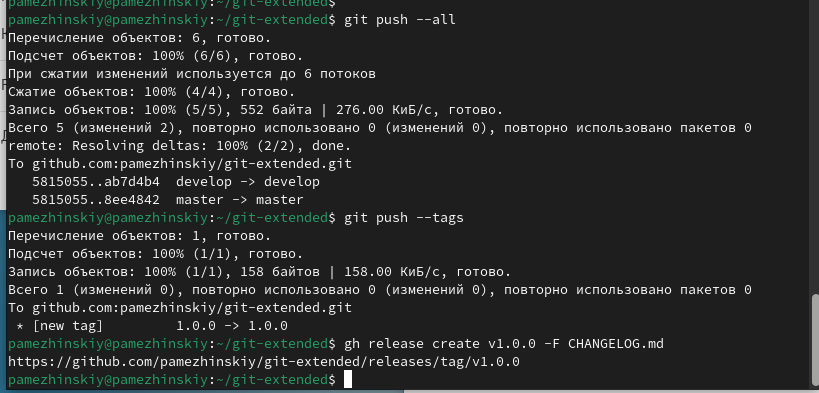 pamezhinskiy@pamezhinskiy:~/git-extended$
pamezhinskiy@pamezhinskiy:~/git-extended$ git push --all
Перечисление объектов: 6, готово.
Подсчет объектов: 100% (6/6), готово.
При сжатии изменений используется до 6 потоков
Сжатие объектов: 100% (4/4), готово.
Запись объектов: 100% (5/5), 552 байта | 276.00 КиБ/с, готово.
Всего 5 (изменений 2), повторно использовано 0 (изменений 0), повторно использовано пакетов 0
remote: Resolving deltas: 100% (2/2), done.
To github.com:pamezhinskiy/git-extended.git
   5815055..ab7d4b4  develop -> develop
   5815055..8ee4842  master -> master
pamezhinskiy@pamezhinskiy:~/git-extended$ git push --tags
Перечисление объектов: 1, готово.
Подсчет объектов: 100% (1/1), готово.
Запись объектов: 100% (1/1), 158 байтов | 158.00 КиБ/с, готово.
Всего 1 (изменений 0), повторно использовано 0 (изменений 0), повторно использовано пакетов 0
To github.com:pamezhinskiy/git-extended.git
 * [new tag]         1.0.0 -> 1.0.0
pamezhinskiy@pamezhinskiy:~/git-extended$ gh release create v1.0.0 -F CHANGELOG.md
https://github.com/pamezhinskiy/git-extended/releases/tag/v1.0.0
pamezhinskiy@pamezhinskiy:~/git-extended$